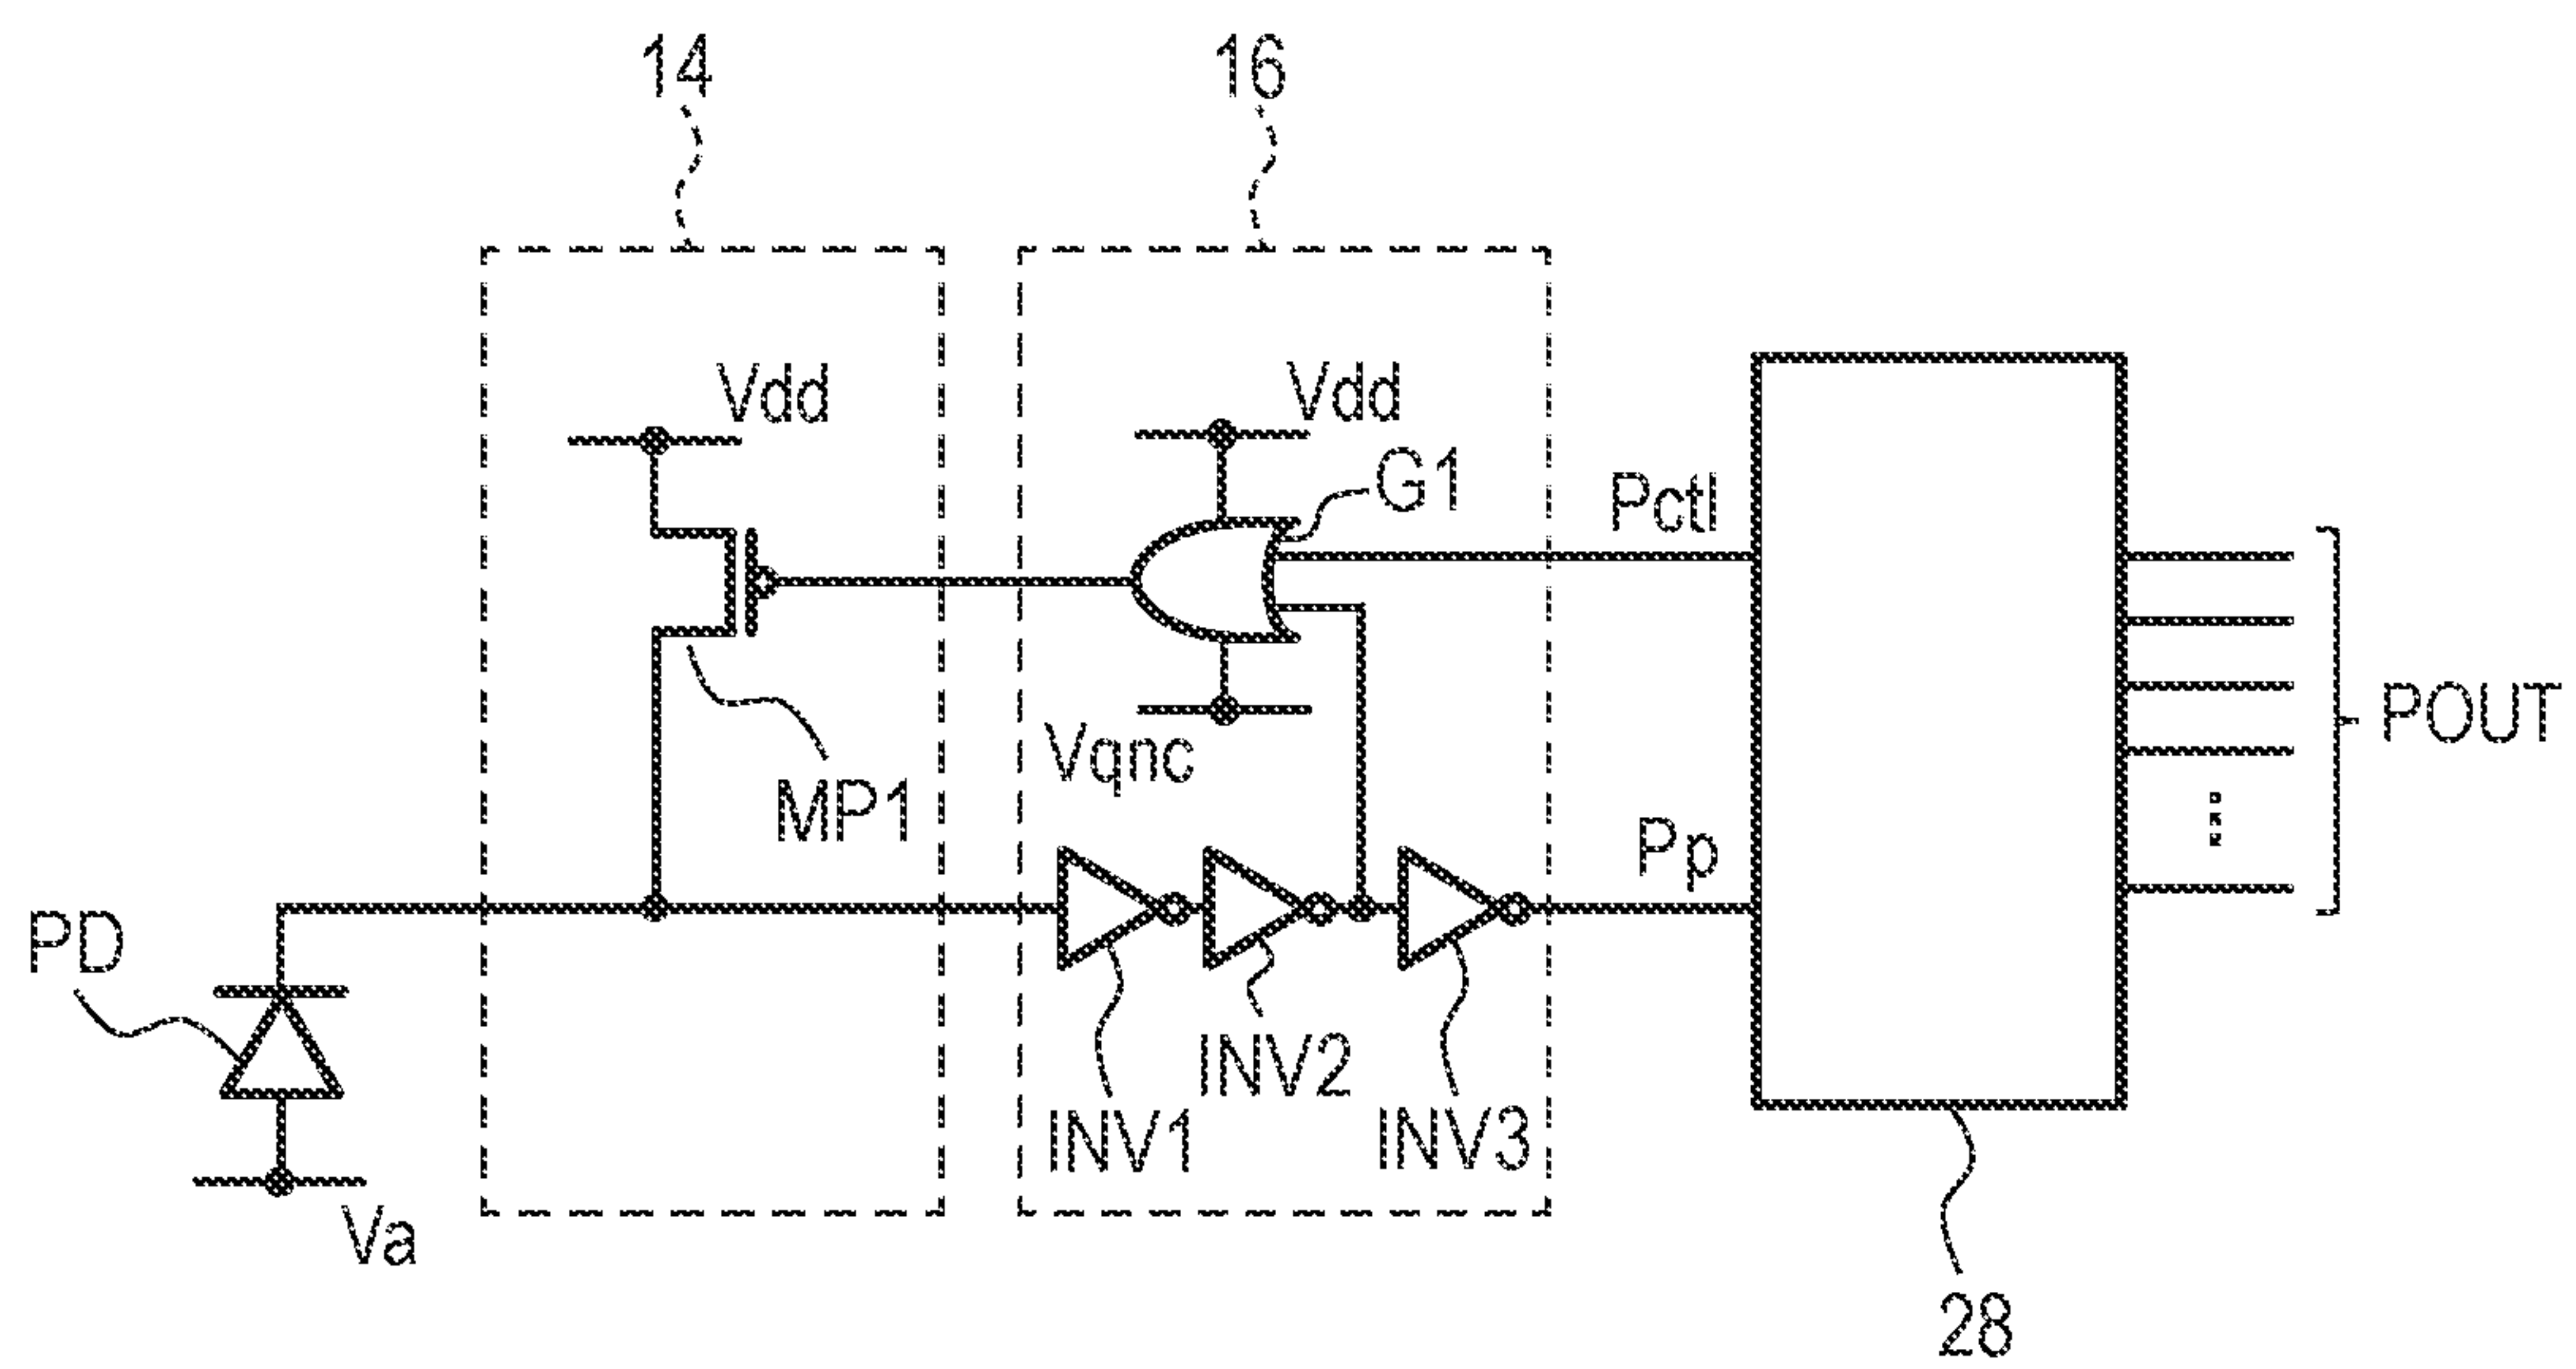 14
16
Vdd
Vdd
G1
Pctl
Vqnc
MP1
POUT
Pp
PD
INV1
INV2
INV3
Va
28